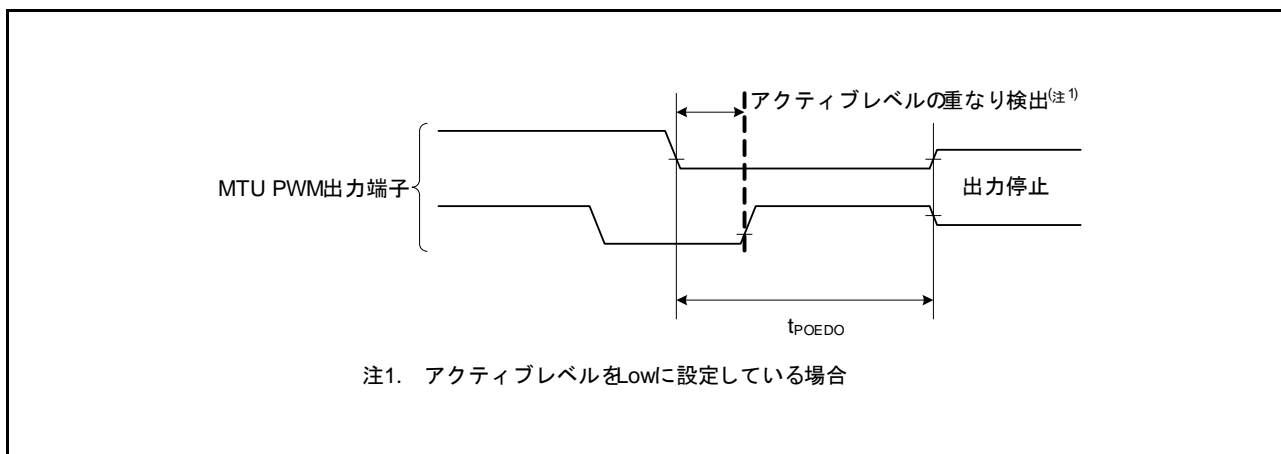 アクティブレベルの重なり検出(注1)
MTU PWM出力端子
出力停止
tPOEDO
注1. アクティブレベルをLowに設定している場合